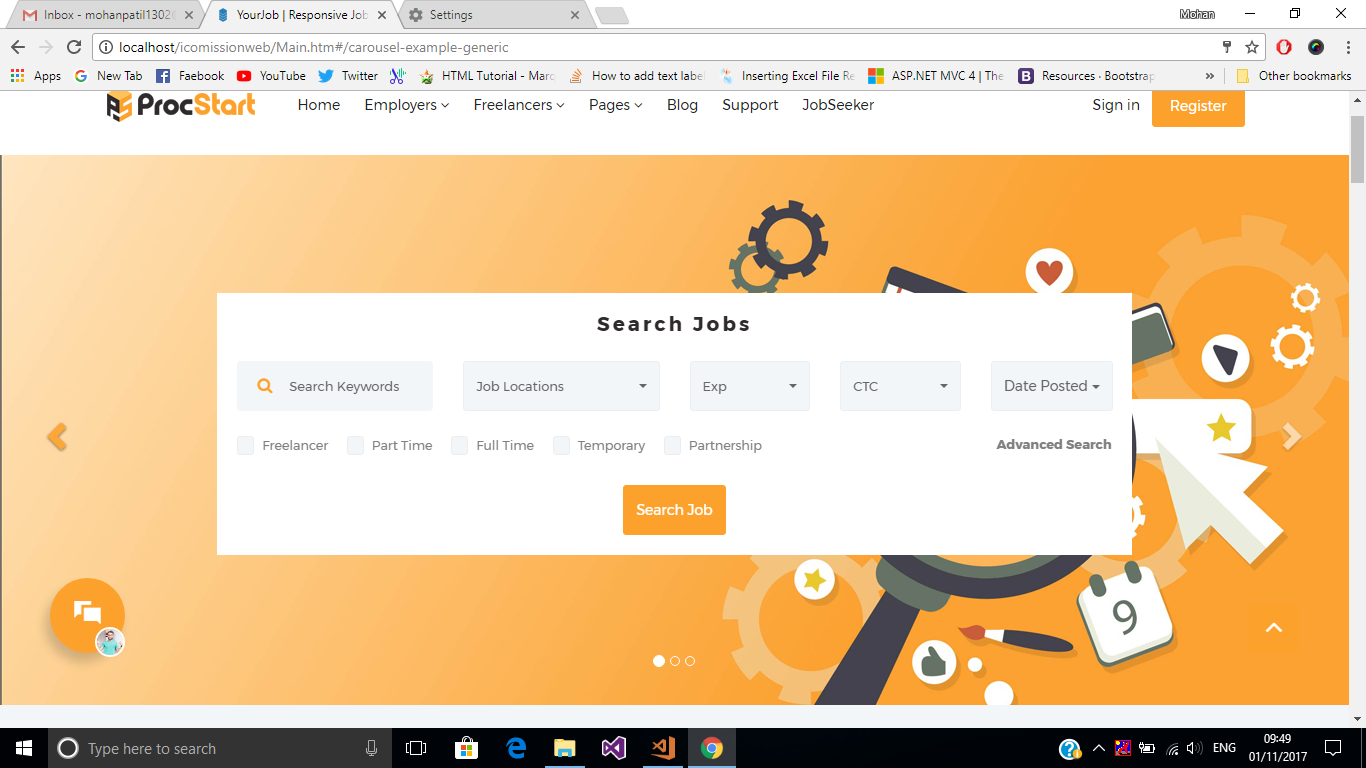 Mohan
Inbox - mohanpatil1302
YourJob | Responsive Job
Settings
localhost/icomissionweb/Main.htm#/carousel-example-generic
Apps
New Tab
Faebook
YouTube
Twitter
HTML Tutorial - Marc
How to add text label
Inserting Excel File Re
ASP.NET MVC 4 | The
Resources · Bootstrap
»
Other bookmarks
ProcStart
Home
Employers
Freelancers
Pages
Blog
Support
JobSeeker
Sign in
Register
Search Jobs
Search Keywords
Job Locations
Exp
CTC
Date Posted
Freelancer
Part Time
Full Time
Temporary
Partnership
Advanced Search
Search Job
9
Type here to search
ENG
09:49
01/11/2017